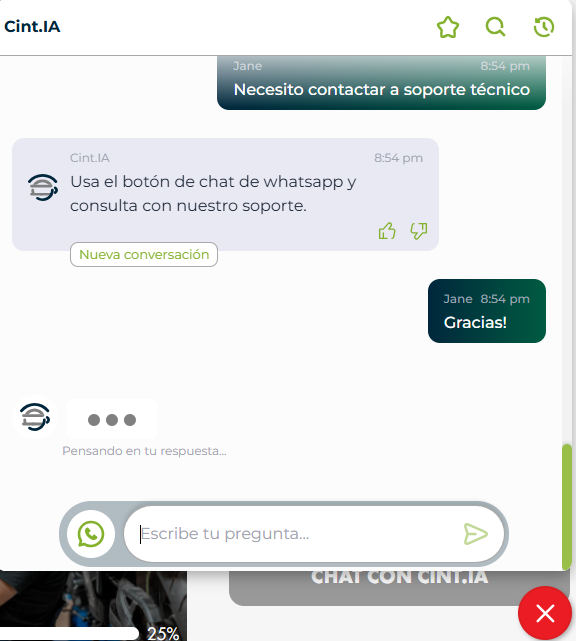 Cint.IA
Jane 8:54 pm
Necesito contactar a soporte técnico
Cint.IA 8:54 pm
Usa el botón de chat de whatsapp y
consulta con nuestro soporte.
Nueva conversación
Jane 8:54 pm
Gracias!
Pensando en tu respuesta...
Escribe tu pregunta...
CHAT CON CINT.IA
25%